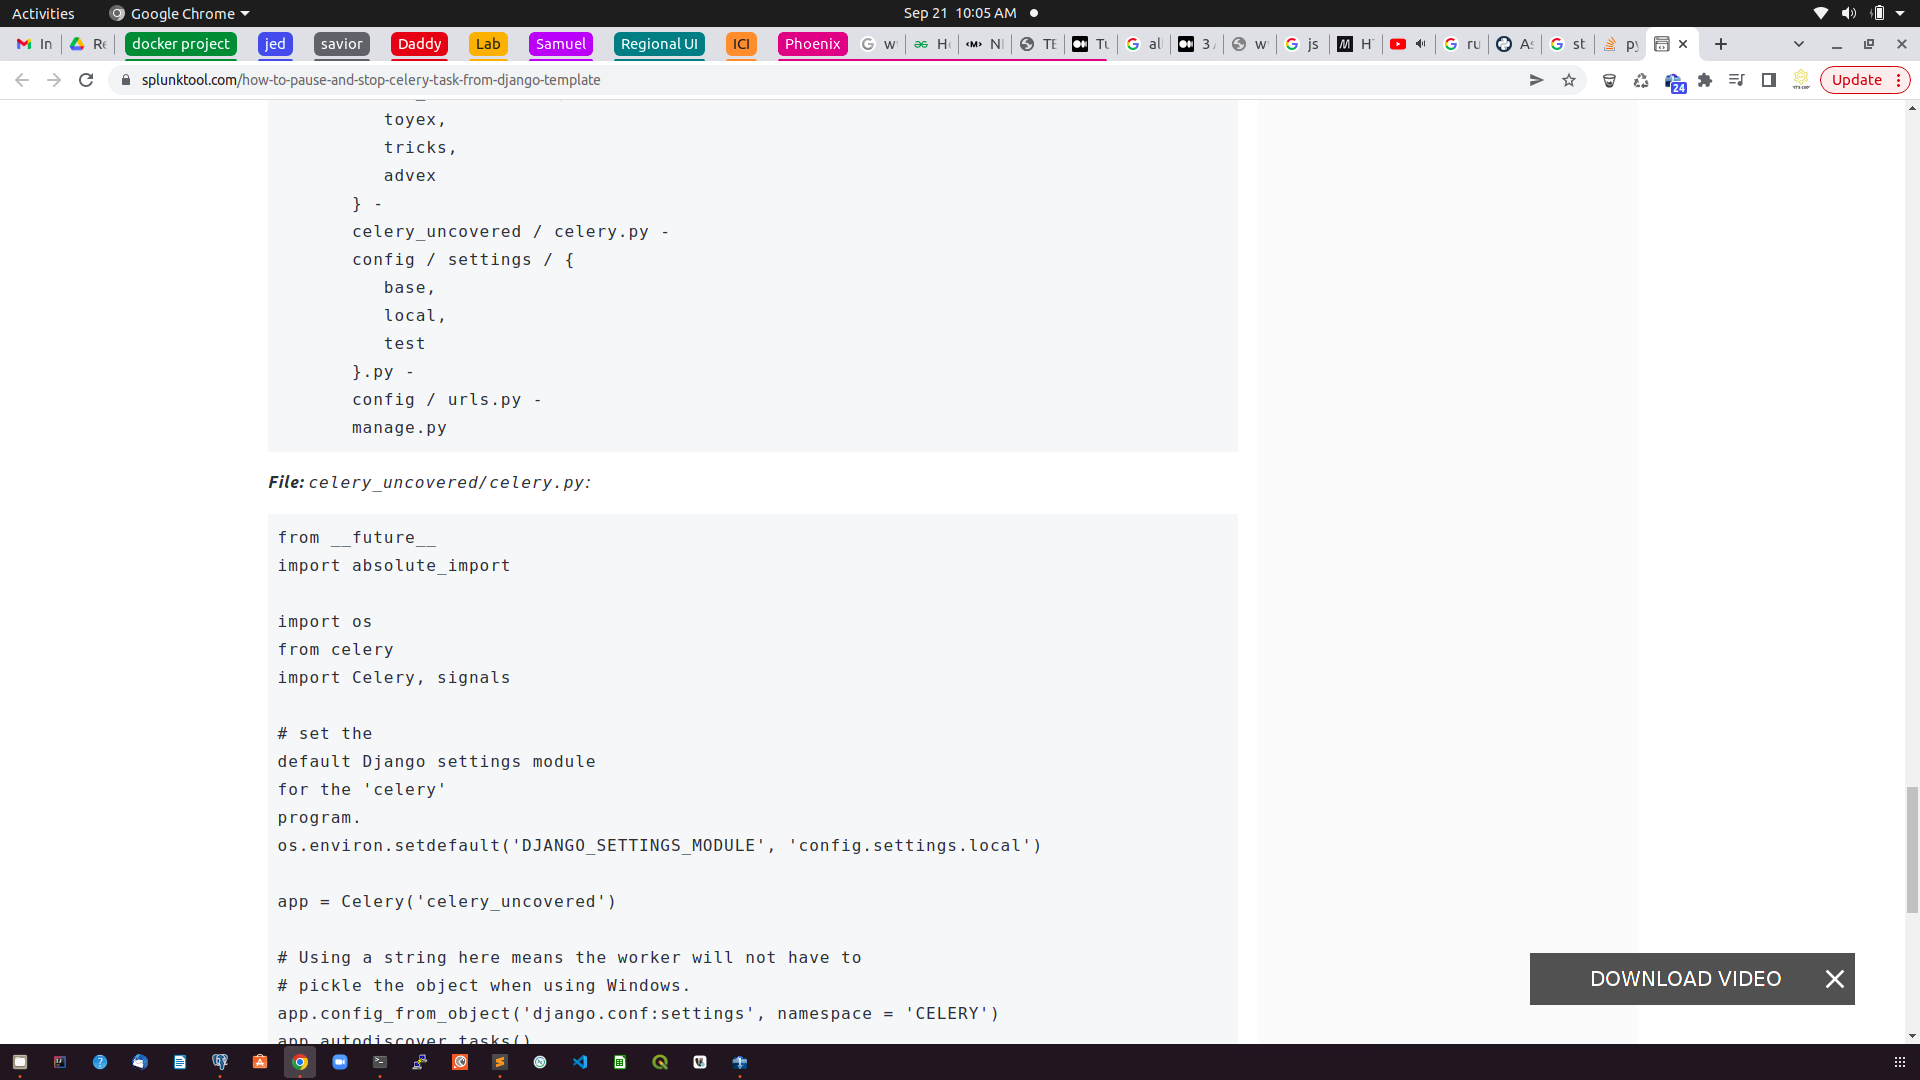 Activities
Google Chrome
Sep 21 10:05 AM
In
Re
docker project
jed
savior
Daddy
Lab
Samuel
Regional UI
ICI
Phoenix
al
js
ru
st
py
splunktool.com/how-to-pause-and-stop-celery-task-from-django-template
24
Update
toyex,
tricks,
advex
} -
celery_uncovered / celery.py -
config / settings / {
base,
local,
test
}.py -
config / urls.py -
manage.py
File: celery_uncovered/celery.py:
from __future__
import absolute_import
import os
from celery
import Celery, signals
# set the
default Django settings module
for the 'celery'
program.
os.environ.setdefault('DJANGO_SETTINGS_MODULE', 'config.settings.local')
app = Celery('celery_uncovered')
# Using a string here means the worker will not have to
# pickle the object when using Windows.
app.config_from_object('django.conf:settings', namespace = 'CELERY')
app.autodiscover_tasks()
DOWNLOAD VIDEO